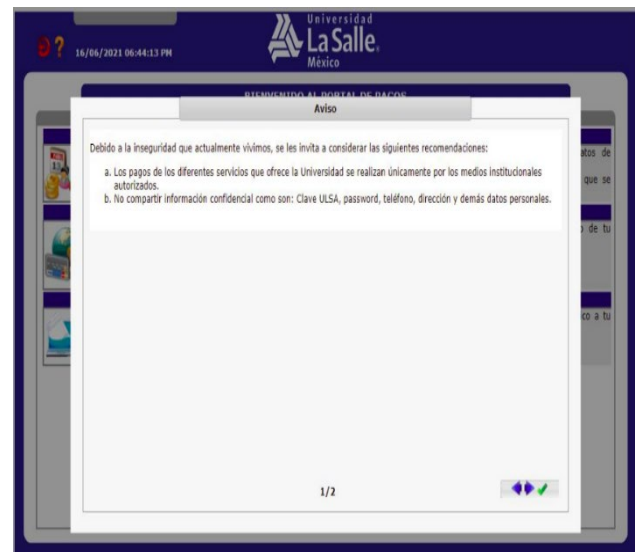 Universidad
La Salle®
México
16/06/2021 06:44:13 PM
BIENVENIDO AL PORTAL DE PAGOS
Aviso
Debido a la inseguridad que actualmente vivimos, se les invita a considerar las siguientes recomendaciones:
a. Los pagos de los diferentes servicios que ofrece la Universidad se realizan únicamente por los medios institucionales
autorizados.
b. No compartir información confidencial como son: Clave ULSA, password, teléfono, dirección y demás datos personales.
de
que se
de tu
a tu
1/2